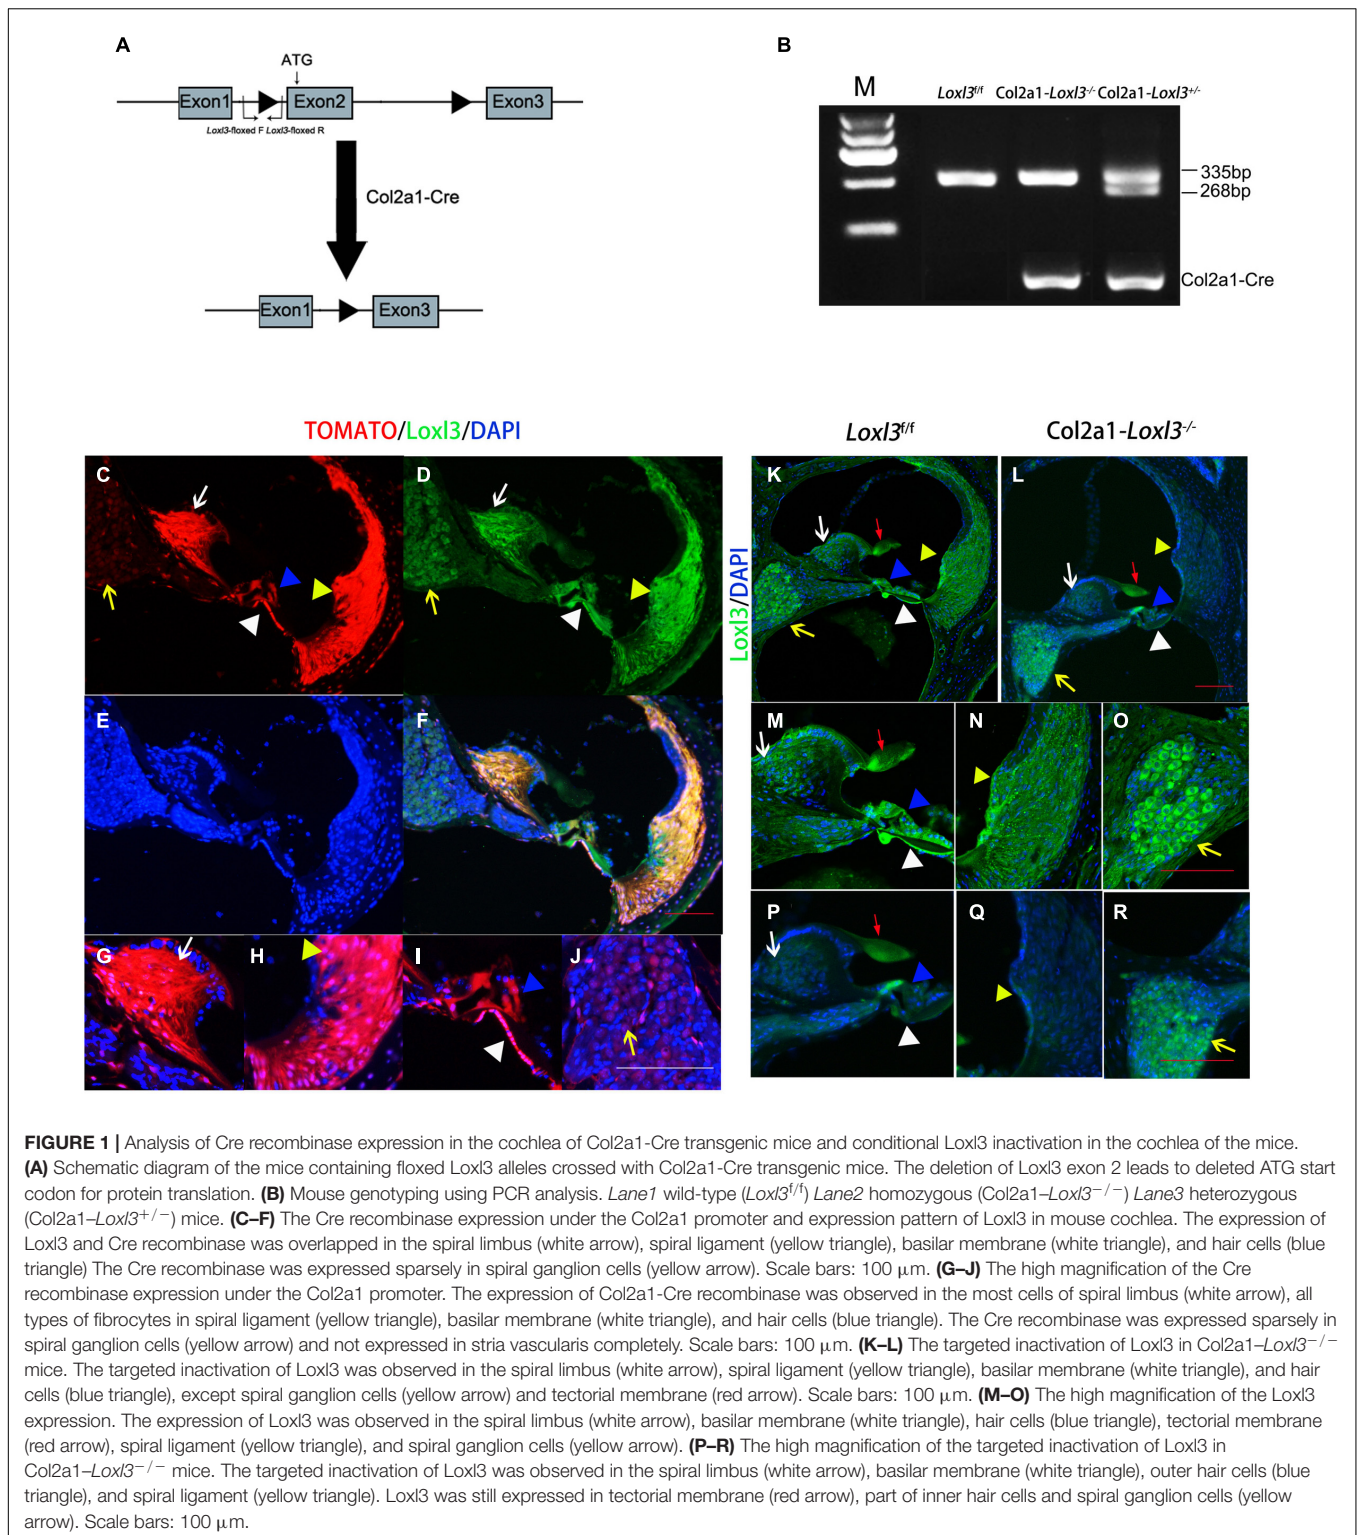 A
ATG
Exon1
Exon2
Exon3
Loxl3-floxed F Loxl3-floxed R
Col2a1-Cre
Exon1
Exon3
B
M
Loxl3f/f Col2a1-Loxl3-/- Col2a1-Loxl3+/-
335bp
268bp
Col2a1-Cre
TOMATO/Loxl3/DAPI
C
D
E
F
G
H
I
J
Loxl3f/f
Col2a1-Loxl3-/-
Loxl3/DAPI
K
L
M
N
O
P
Q
R
FIGURE 1 | Analysis of Cre recombinase expression in the cochlea of Col2a1-Cre transgenic mice and conditional Loxl3 inactivation in the cochlea of the mice.
(A) Schematic diagram of the mice containing floxed Loxl3 alleles crossed with Col2a1-Cre transgenic mice. The deletion of Loxl3 exon 2 leads to deleted ATG start
codon for protein translation. (B) Mouse genotyping using PCR analysis. Lane1 wild-type (Loxl3f/f) Lane2 homozygous (Col2a1–Loxl3−/−) Lane3 heterozygous
(Col2a1–Loxl3+/−) mice. (C–F) The Cre recombinase expression under the Col2a1 promoter and expression pattern of Loxl3 in mouse cochlea. The expression of
Loxl3 and Cre recombinase was overlapped in the spiral limbus (white arrow), spiral ligament (yellow triangle), basilar membrane (white triangle), and hair cells (blue
triangle) The Cre recombinase was expressed sparsely in spiral ganglion cells (yellow arrow). Scale bars: 100 μm. (G–J) The high magnification of the Cre
recombinase expression under the Col2a1 promoter. The expression of Col2a1-Cre recombinase was observed in the most cells of spiral limbus (white arrow), all
types of fibrocytes in spiral ligament (yellow triangle), basilar membrane (white triangle), and hair cells (blue triangle). The Cre recombinase was expressed sparsely in
spiral ganglion cells (yellow arrow) and not expressed in stria vascularis completely. Scale bars: 100 μm. (K–L) The targeted inactivation of Loxl3 in Col2a1–Loxl3−/−
mice. The targeted inactivation of Loxl3 was observed in the spiral limbus (white arrow), spiral ligament (yellow triangle), basilar membrane (white triangle), and hair
cells (blue triangle), except spiral ganglion cells (yellow arrow) and tectorial membrane (red arrow). Scale bars: 100 μm. (M–O) The high magnification of the Loxl3
expression. The expression of Loxl3 was observed in the spiral limbus (white arrow), basilar membrane (white triangle), hair cells (blue triangle), tectorial membrane
(red arrow), spiral ligament (yellow triangle), and spiral ganglion cells (yellow arrow). (P–R) The high magnification of the targeted inactivation of Loxl3 in
Col2a1–Loxl3−/− mice. The targeted inactivation of Loxl3 was observed in the spiral limbus (white arrow), basilar membrane (white triangle), outer hair cells (blue
triangle), and spiral ligament (yellow triangle). Loxl3 was still expressed in tectorial membrane (red arrow), part of inner hair cells and spiral ganglion cells (yellow
arrow). Scale bars: 100 μm.